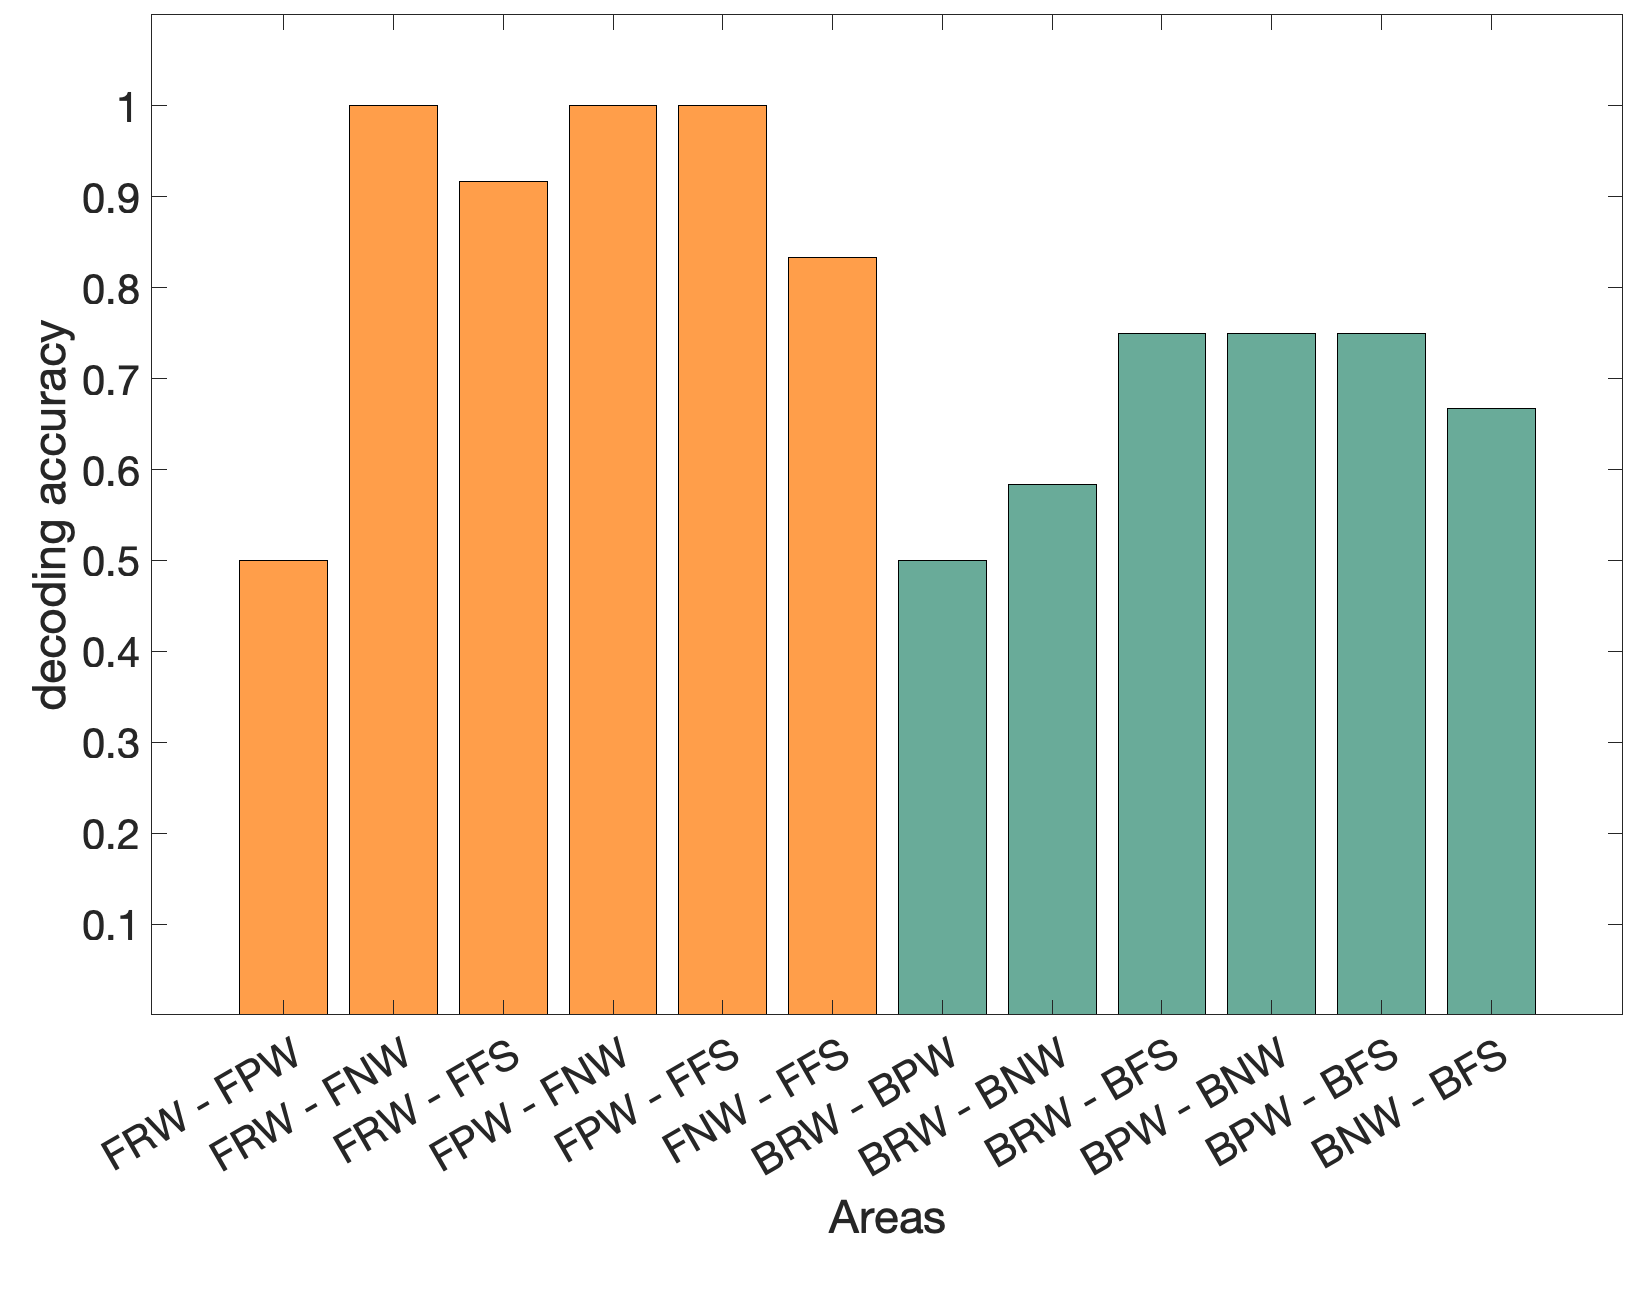 decoding accuracy
1
0.9
0.8
0.7
0.6
0.5
0.4
0.3
0.2
0.1
FRW - FPW
FRW - FNW
FRW - FFS
FPW - FNW
FPW - FFS
FNW - FFS
BRW - BPW
BRW - BNW
BRW - BFS
BPW - BNW
BPW - BFS
BNW - BFS
Areas